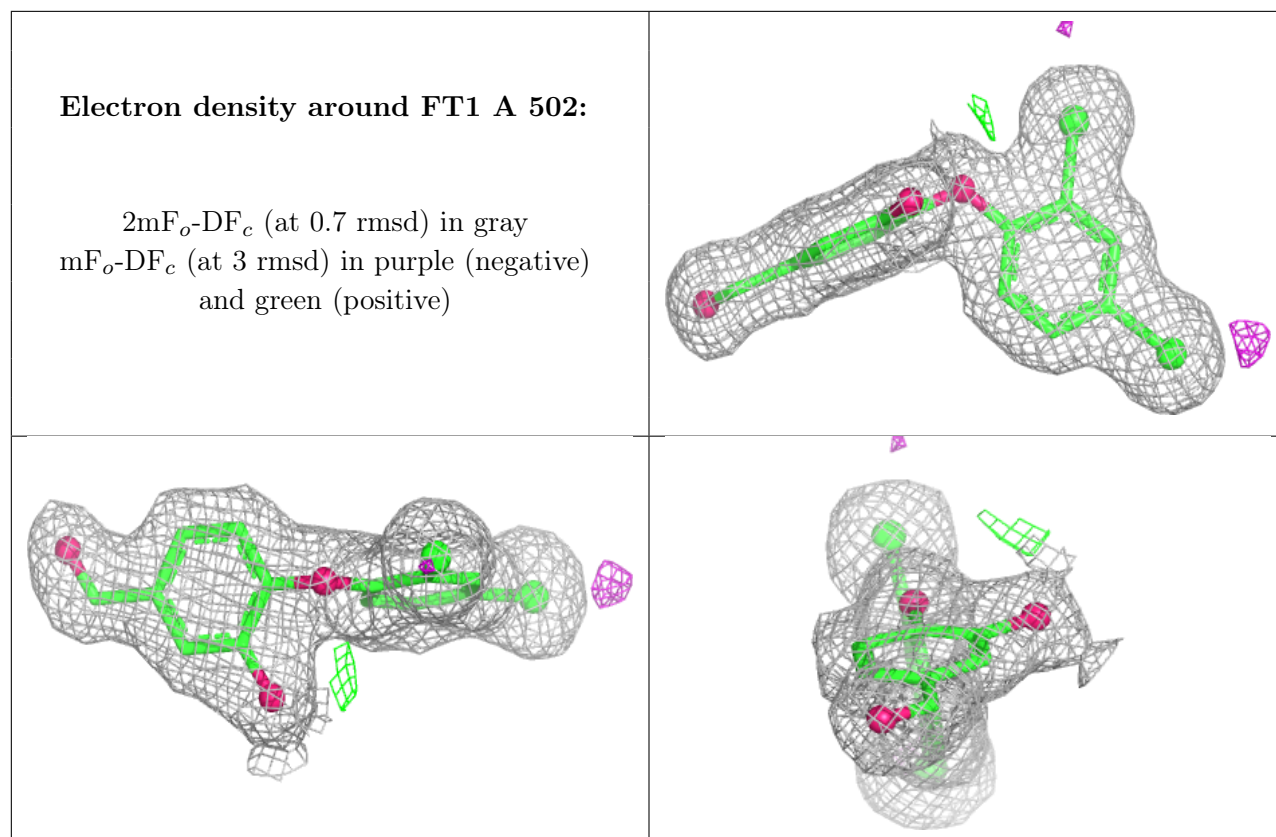 Electron density around FT1 A 502:
2mFo-DFc (at 0.7 rmsd) in gray
mFo-DFc (at 3 rmsd) in purple (negative)
and green (positive)